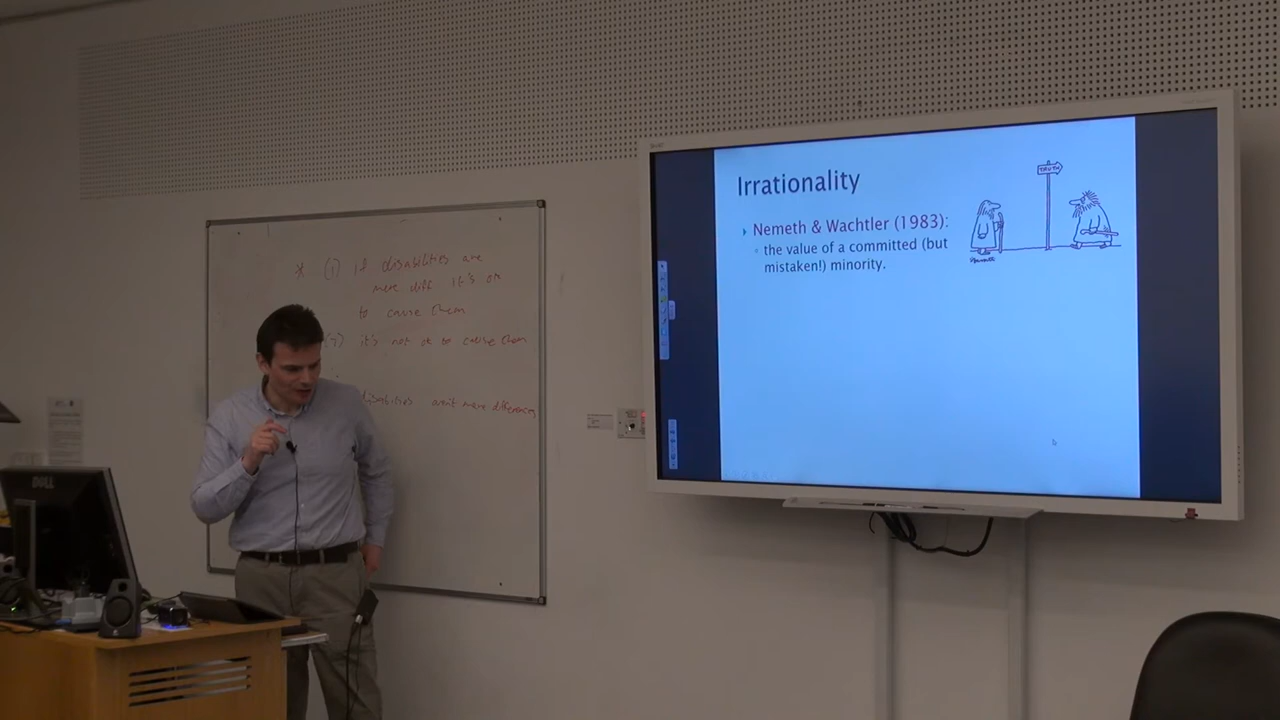 * (1) if disabilities are
mere diff it's ok
to cause them
it's not ok to cause them
disabilities aren't mere differences
DELL
Irrationality
Nemeth & Wachtler (1983):
the value of a committed (but
mistaken!) minority.
TRUTH